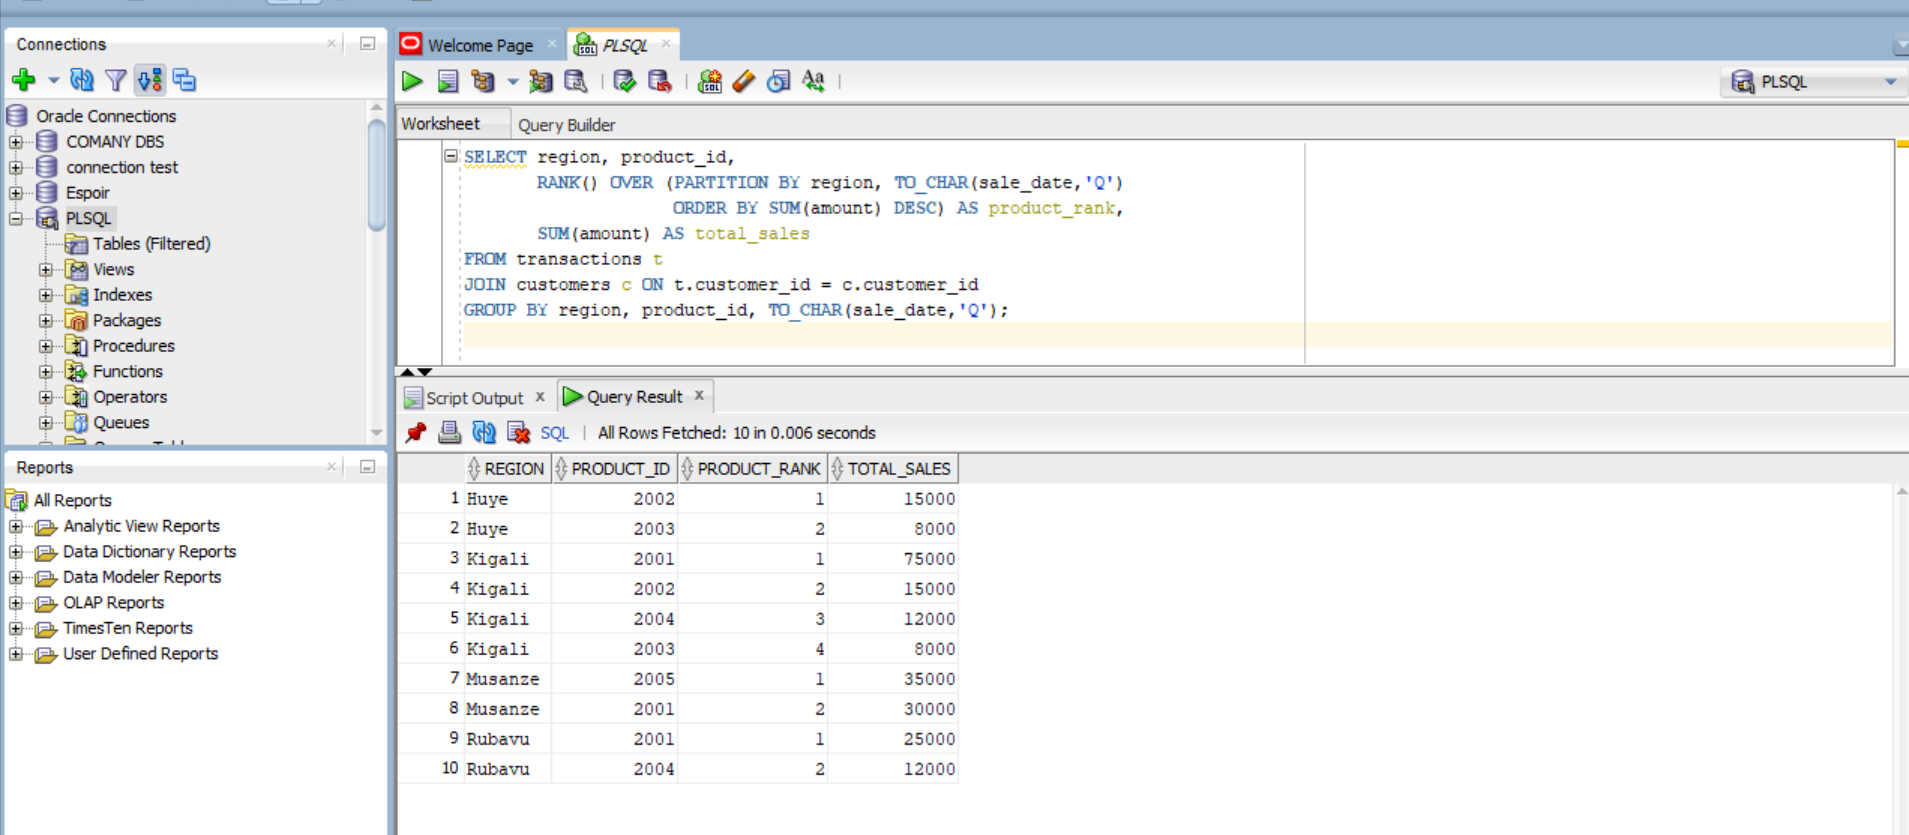 Connections
Oracle Connections
COMANY DBS
connection test
Espoir
PLSQL
Tables (Filtered)
Views
Indexes
Packages
Procedures
Functions
Operators
Queues
Reports
All Reports
Analytic View Reports
Data Dictionary Reports
Data Modeler Reports
OLAP Reports
TimesTen Reports
User Defined Reports
Welcome Page
PLSQL
PLSQL
Worksheet
Query Builder
SELECT region, product_id,
RANK() OVER (PARTITION BY region, TO_CHAR(sale_date,'Q')
ORDER BY SUM(amount) DESC) AS product_rank,
SUM(amount) AS total_sales
FROM transactions t
JOIN customers c ON t.customer_id = c.customer_id
GROUP BY region, product_id, TO_CHAR(sale_date,'Q');
Script Output x
Query Result x
SQL | All Rows Fetched: 10 in 0.006 seconds
REGION PRODUCT_ID PRODUCT_RANK TOTAL_SALES
1 Huye 2002 1 15000
2 Huye 2003 2 8000
3 Kigali 2001 1 75000
4 Kigali 2002 2 15000
5 Kigali 2004 3 12000
6 Kigali 2003 4 8000
7 Musanze 2005 1 35000
8 Musanze 2001 2 30000
9 Rubavu 2001 1 25000
10 Rubavu 2004 2 12000